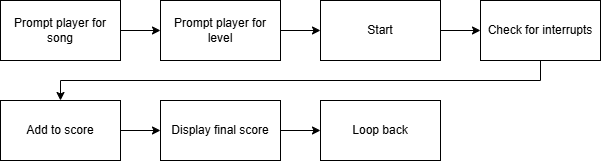 Prompt player for
song
Prompt player for
level
Start
Check for interrupts
Add to score
Display final score
Loop back